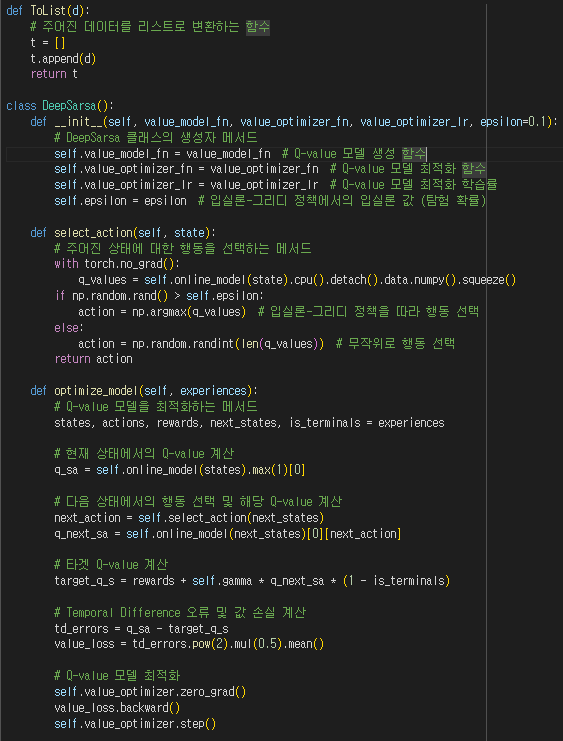 def ToList(d):
    # 주어진 데이터를 리스트로 변환하는 함수
    t = []
    t.append(d)
    return t

class DeepSarsa():
    def __init__(self, value_model_fn, value_optimizer_fn, value_optimizer_lr, epsilon=0.1):
        # DeepSarsa 클래스의 생성자 메서드
        self.value_model_fn = value_model_fn  # Q-value 모델 생성 함수
        self.value_optimizer_fn = value_optimizer_fn  # Q-value 모델 최적화 함수
        self.value_optimizer_lr = value_optimizer_lr  # Q-value 모델 최적화 학습률
        self.epsilon = epsilon  # 입실론-그리디 정책에서의 입실론 값 (탐험 확률)

    def select_action(self, state):
        # 주어진 상태에 대한 행동을 선택하는 메서드
        with torch.no_grad():
            q_values = self.online_model(state).cpu().detach().data.numpy().squeeze()
        if np.random.rand() > self.epsilon:
            action = np.argmax(q_values)  # 입실론-그리디 정책을 따라 행동 선택
        else:
            action = np.random.randint(len(q_values))  # 무작위로 행동 선택
        return action

    def optimize_model(self, experiences):
        # Q-value 모델을 최적화하는 메서드
        states, actions, rewards, next_states, is_terminals = experiences

        # 현재 상태에서의 Q-value 계산
        q_sa = self.online_model(states).max(1)[0]

        # 다음 상태에서의 행동 선택 및 해당 Q-value 계산
        next_action = self.select_action(next_states)
        q_next_sa = self.online_model(next_states)[0][next_action]

        # 타겟 Q-value 계산
        target_q_s = rewards + self.gamma * q_next_sa * (1 - is_terminals)

        # Temporal Difference 오류 및 값 손실 계산
        td_errors = q_sa - target_q_s
        value_loss = td_errors.pow(2).mul(0.5).mean()

        # Q-value 모델 최적화
        self.value_optimizer.zero_grad()
        value_loss.backward()
        self.value_optimizer.step()